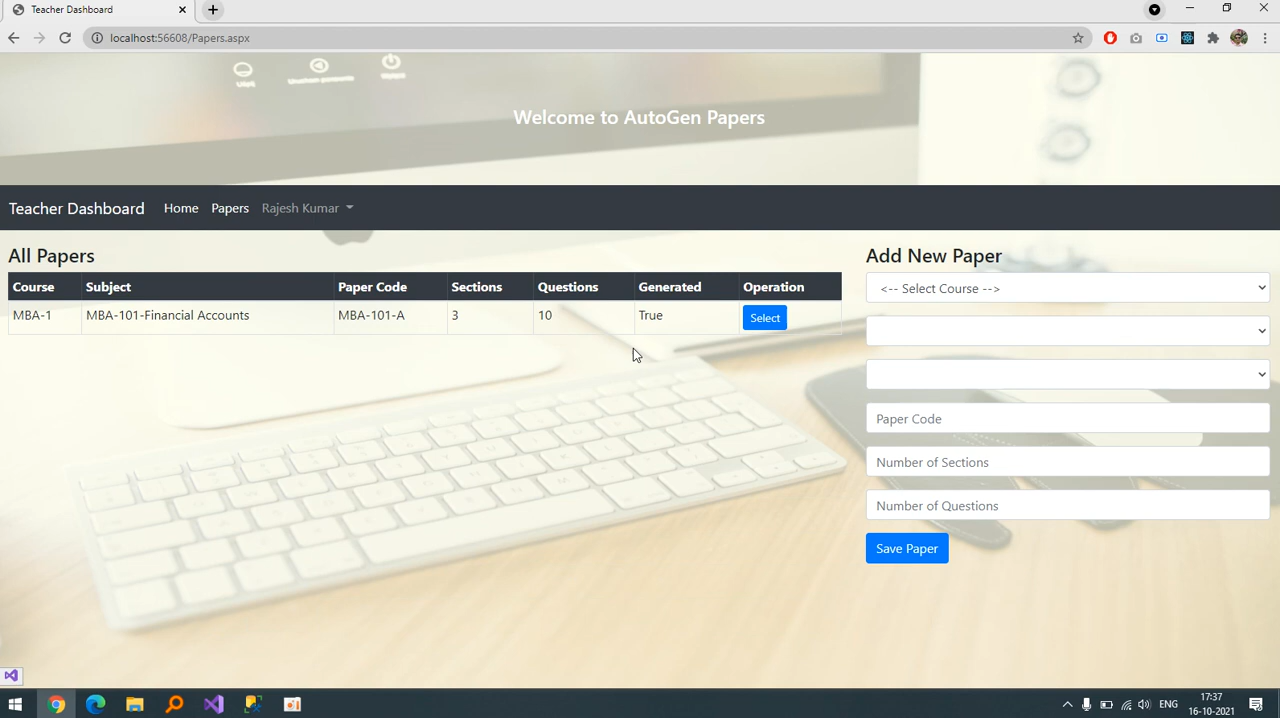 Teacher Dashboard
localhost:56608/Papers.aspx
Welcome to AutoGen Papers
Teacher Dashboard Home Papers Rajesh Kumar
All Papers
Course Subject Paper Code Sections Questions Generated Operation
MBA-1 MBA-101-Financial Accounts MBA-101-A 3 10 True Select
Add New Paper
<-- Select Course -->
Paper Code
Number of Sections
Number of Questions
Save Paper
ENG
17:37
16-10-2021